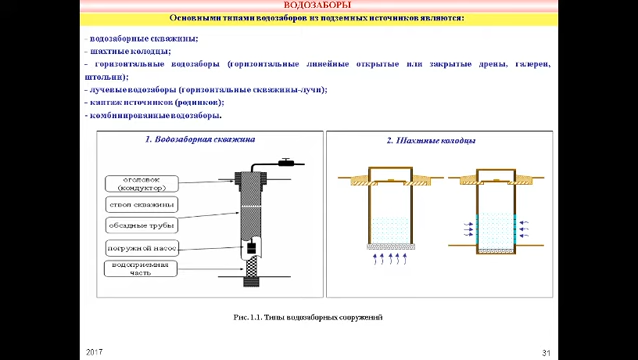 ВОДОЗАБОРЫ
Основными типами водозаборов из подземных источников являются:
- водозаборные скважины;
- шахтные колодцы;
- горизонтальные водозаборы (горизонтальные линейные открытые или закрытые дрены, галереи,
штольни);
- лучевые водозаборы (горизонтальные скважины-лучи);
- каптаж источников (родников);
- комбинированные водозаборы.
1. Водозаборная скважина
2. Шахтные колодцы
оголовок
(кондуктор)
ствол скважины
обсадные трубы
погружной насос
водоприемная
часть
Рис. 1.1. Типы водозаборных сооружений
2017
31